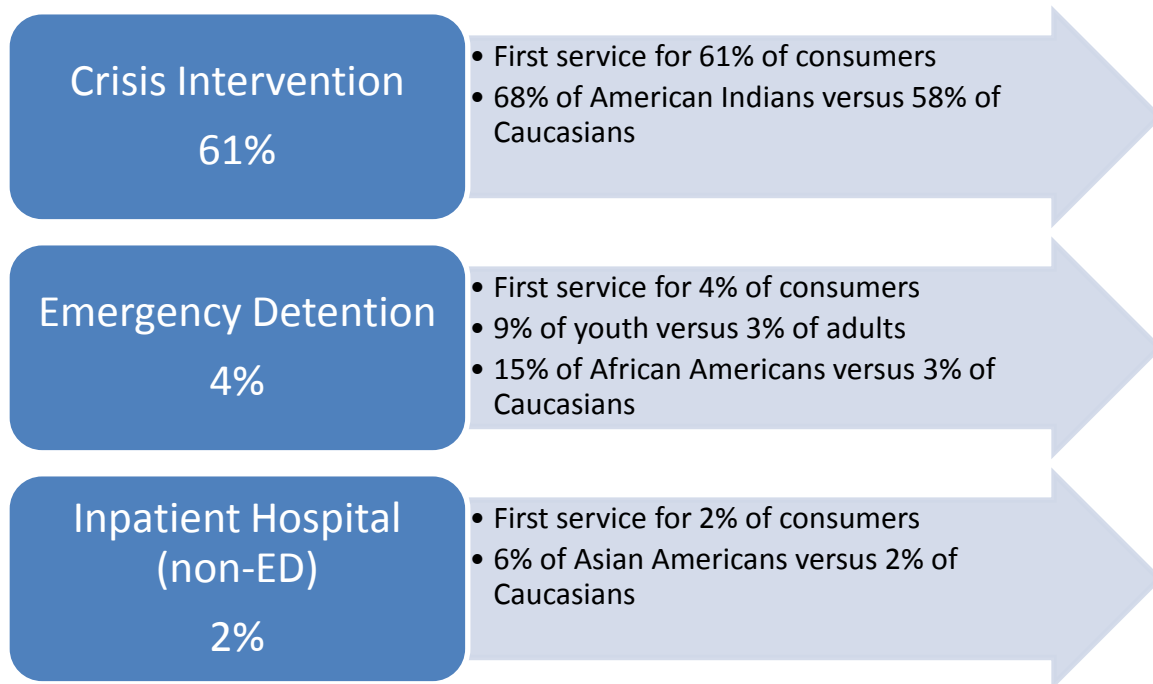 Crisis Intervention
61%
• First service for 61% of consumers
• 68% of American Indians versus 58% of
Caucasians
Emergency Detention
4%
• First service for 4% of consumers
• 9% of youth versus 3% of adults
• 15% of African Americans versus 3% of
Caucasians
Inpatient Hospital
(non-ED)
2%
• First service for 2% of consumers
• 6% of Asian Americans versus 2% of
Caucasians